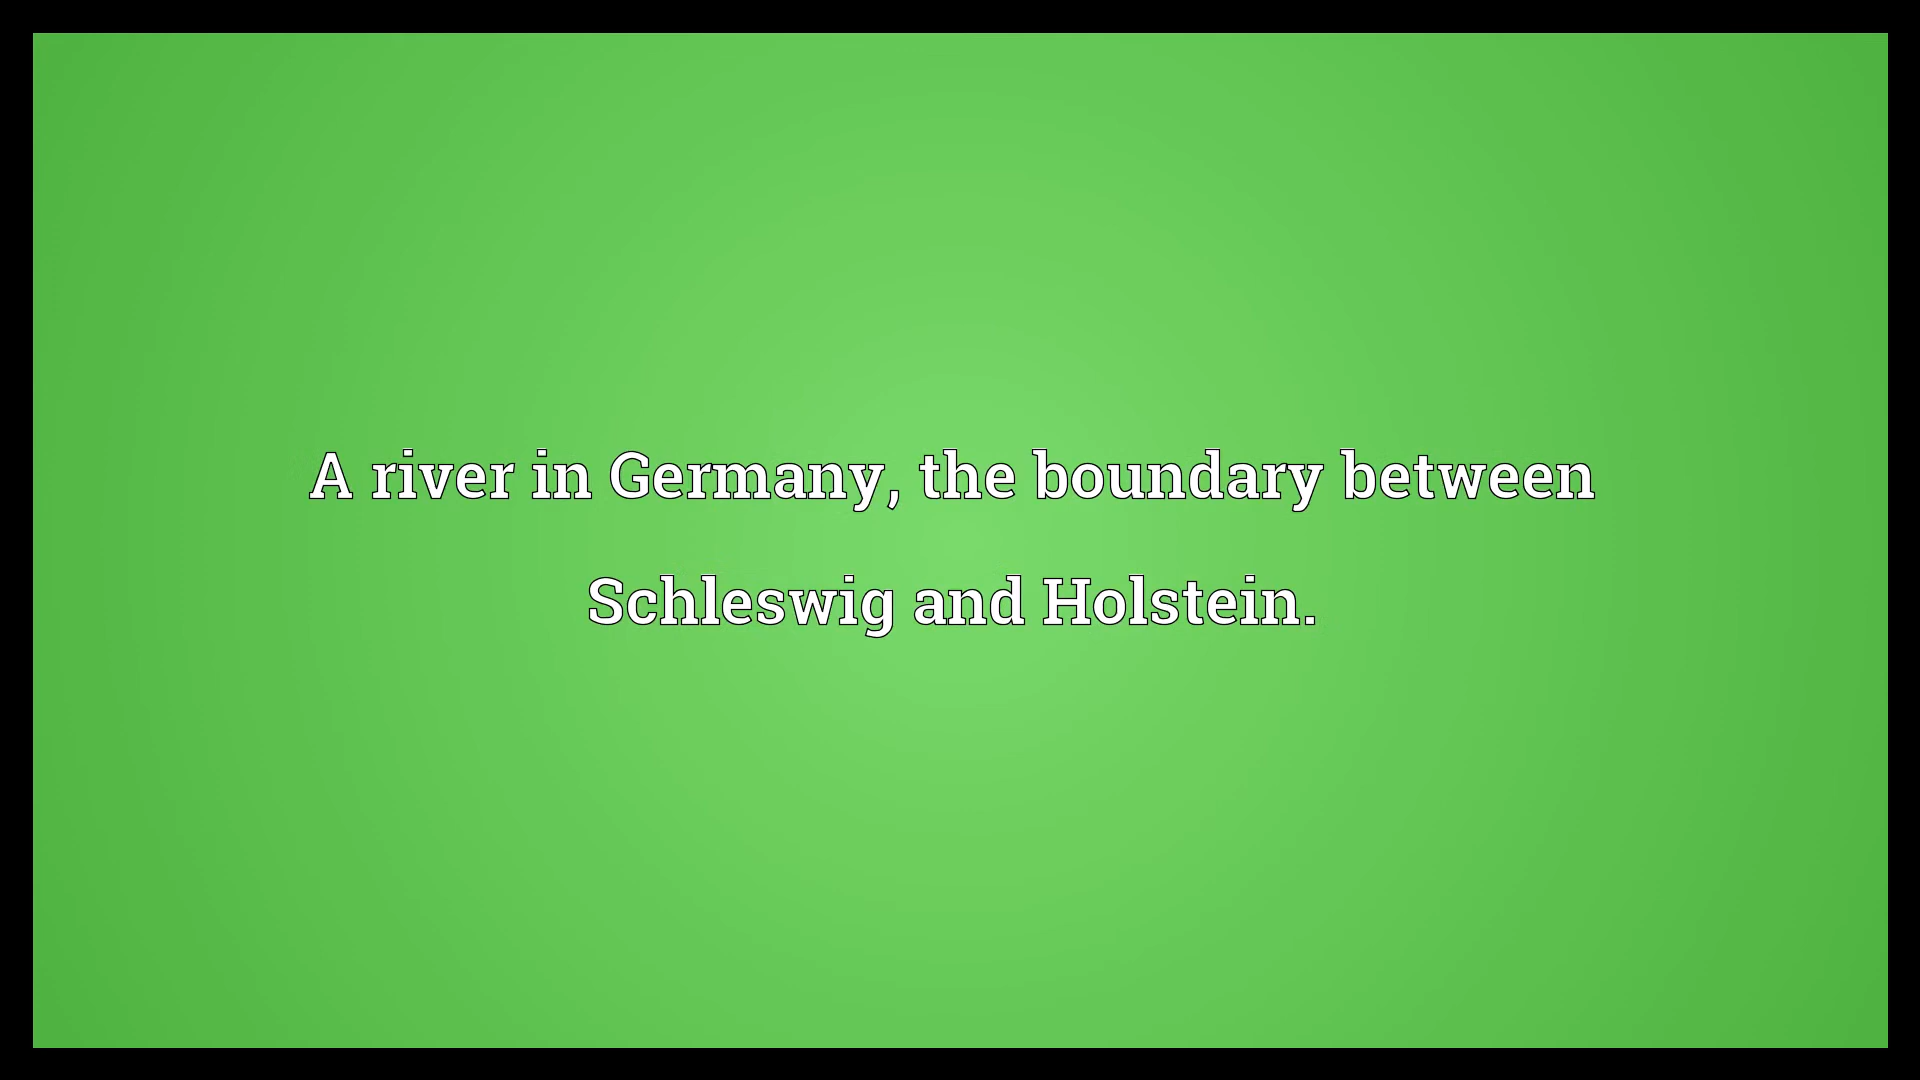 A river in Germany, the boundary between
Schleswig and Holstein.